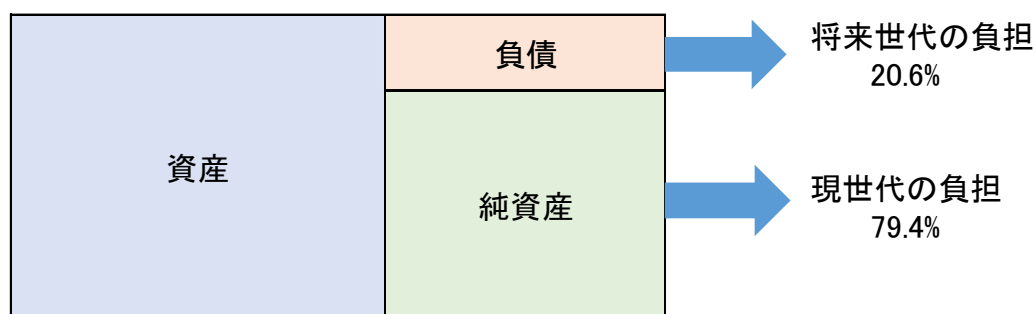 負債
将来世代の負担
20.6%
資産
純資産
現世代の負担
79.4%